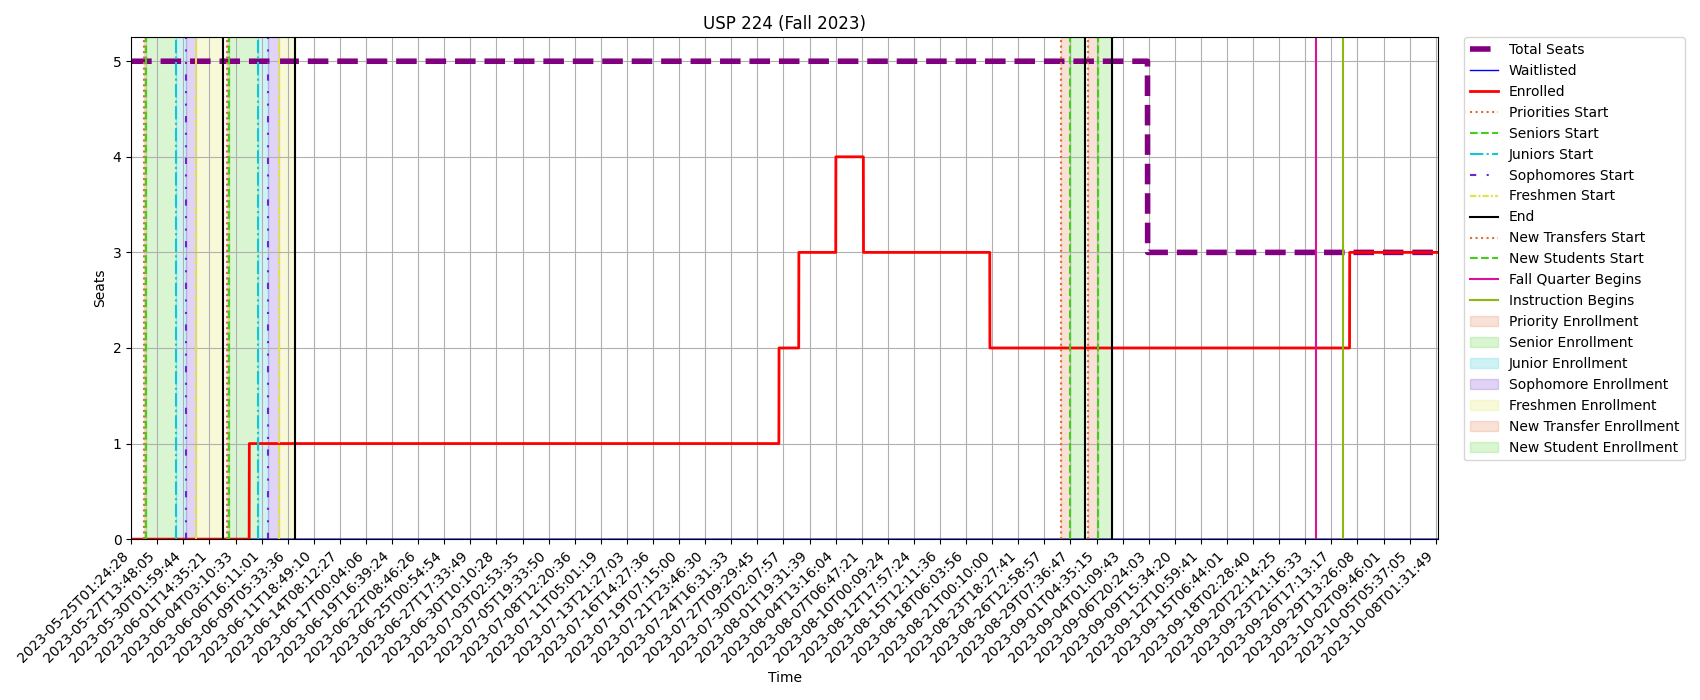 USP 224 (Fall 2023)
Seats
5
4
3
2
1
0
2023-05-25T01:24:28
2023-05-27T13:48:05
2023-05-30T01:59:44
2023-06-01T14:35:21
2023-06-04T03:10:33
2023-06-06T16:11:01
2023-06-09T05:33:36
2023-06-11T18:49:10
2023-06-14T08:12:27
2023-06-17T00:04:06
2023-06-19T16:39:24
2023-06-22T08:46:26
2023-06-25T00:54:54
2023-06-27T17:33:49
2023-06-30T10:10:28
2023-07-03T02:53:35
2023-07-05T19:33:50
2023-07-08T12:20:36
2023-07-11T05:01:19
2023-07-13T21:27:03
2023-07-16T14:27:36
2023-07-19T07:15:00
2023-07-21T23:46:30
2023-07-24T16:31:33
2023-07-27T09:29:45
2023-07-30T02:07:57
2023-08-01T19:31:39
2023-08-04T13:16:04
2023-08-07T06:47:21
2023-08-10T00:09:24
2023-08-12T17:57:24
2023-08-15T12:11:36
2023-08-18T06:03:56
2023-08-21T00:10:00
2023-08-23T18:27:41
2023-08-26T12:58:57
2023-08-29T07:36:47
2023-09-01T04:35:15
2023-09-04T01:09:43
2023-09-06T20:24:03
2023-09-09T15:34:20
2023-09-12T10:59:41
2023-09-15T06:44:01
2023-09-18T02:28:40
2023-09-20T22:14:25
2023-09-23T21:16:33
2023-09-26T17:13:17
2023-09-29T13:26:08
2023-10-02T09:46:01
2023-10-05T05:37:05
2023-10-08T01:31:49
Time
Total Seats
Waitlisted
Enrolled
Priorities Start
Seniors Start
Juniors Start
Sophomores Start
Freshmen Start
End
New Transfers Start
New Students Start
Fall Quarter Begins
Instruction Begins
Priority Enrollment
Senior Enrollment
Junior Enrollment
Sophomore Enrollment
Freshmen Enrollment
New Transfer Enrollment
New Student Enrollment